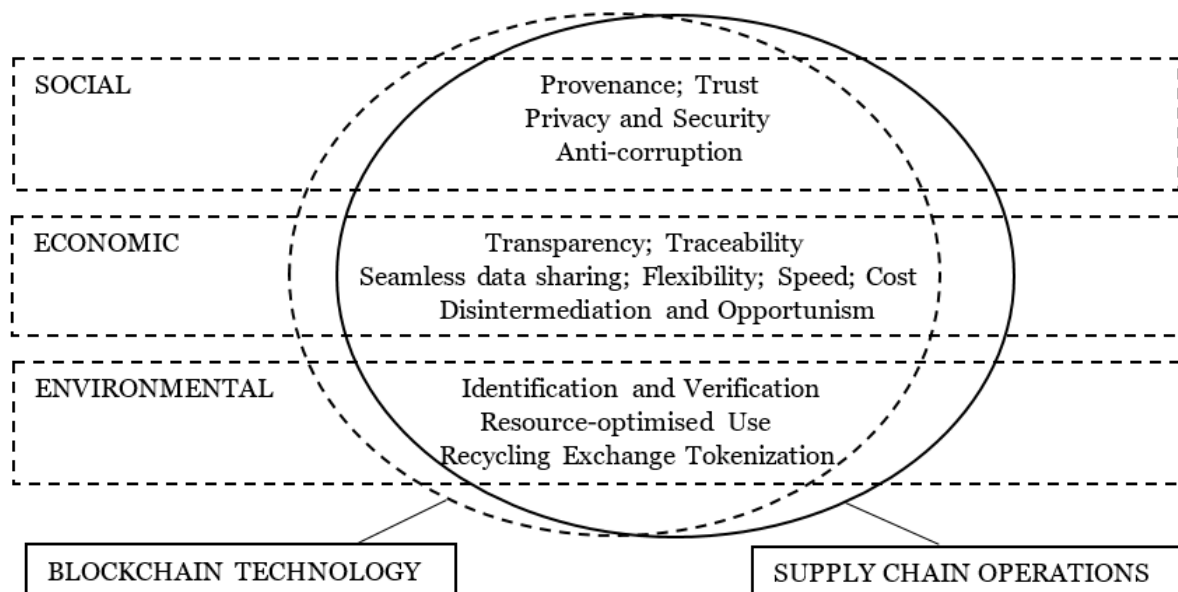 SOCIAL
Provenance; Trust
Privacy and Security
Anti-corruption
ECONOMIC
Transparency; Traceability
Seamless data sharing; Flexibility; Speed; Cost
Disintermediation and Opportunism
ENVIRONMENTAL
Identification and Verification
Resource-optimised Use
Recycling Exchange Tokenization
BLOCKCHAIN TECHNOLOGY
SUPPLY CHAIN OPERATIONS